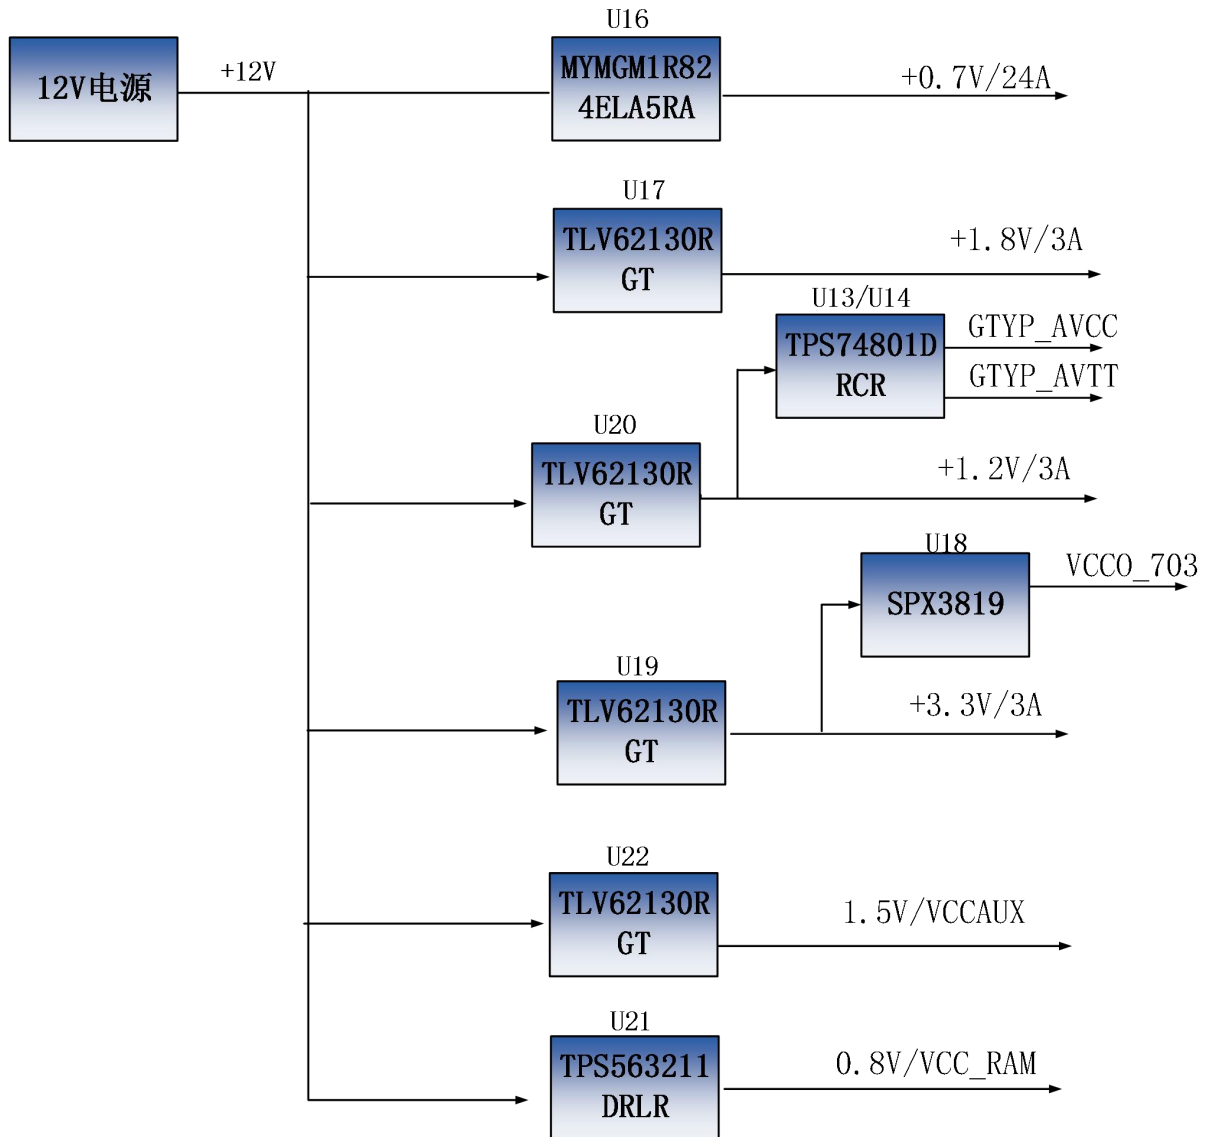 U16
12V电源
+12V
MYMGM1R82
4ELA5RA
+0.7V/24A
U17
TLV62130R
GT
+1.8V/3A
U13/U14
TPS74801D
RCR
GTYP_AVCC
GTYP_AVTT
U20
TLV62130R
GT
+1.2V/3A
U18
SPX3819
VCCO_703
U19
TLV62130R
GT
+3.3V/3A
U22
TLV62130R
GT
1.5V/VCCAUX
U21
TPS563211
DRLR
0.8V/VCC_RAM